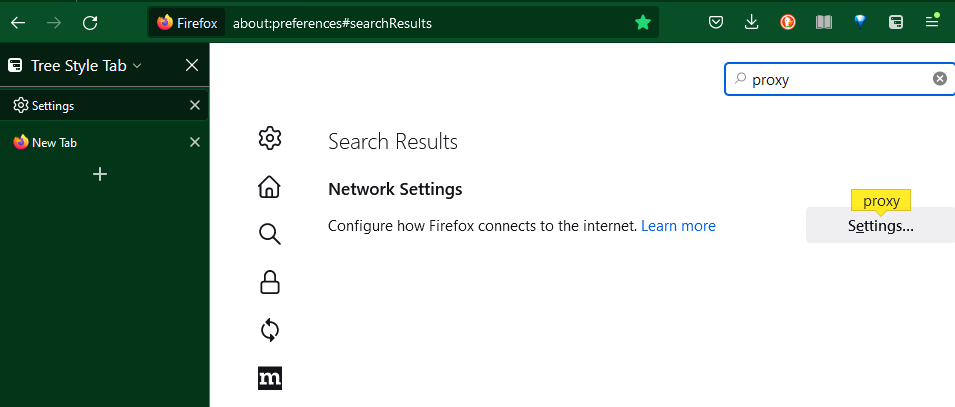 Firefox about:preferences#searchResults
Tree Style Tab
Settings
New Tab
proxy
Search Results
Network Settings
Configure how Firefox connects to the internet. Learn more
proxy
Settings...
m